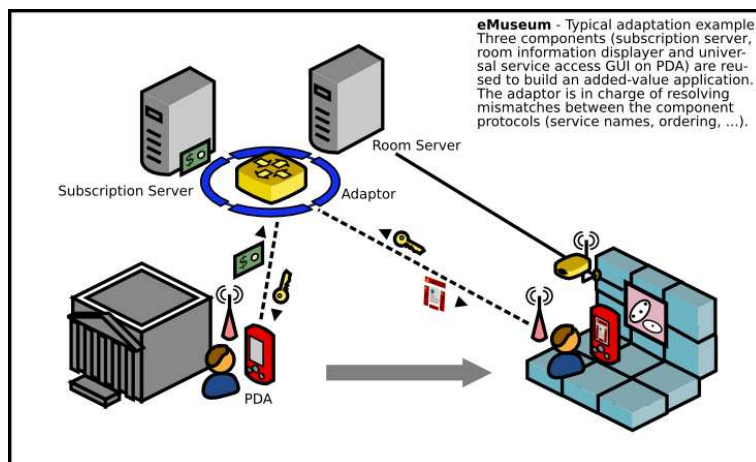 eMuseum - Typical adaptation example.
Three components (subscription server,
room information displayer and univer-
sal service access GUI on PDA) are reu-
sed to build an added-value application.
The adaptor is in charge of resolving
mismatches between the component
protocols (service names, ordering, ...).
Room Server
Subscription Server
Adaptor
$
$
PDA